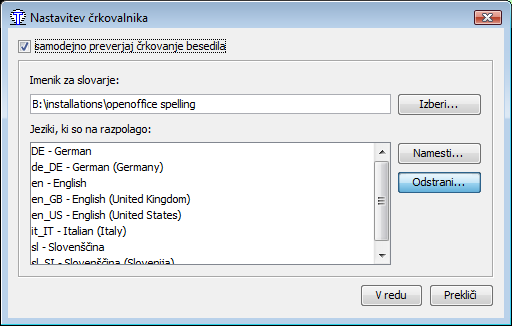 Nastavitev črkovalnika
samodejno preverjaj črkovanje besedila
Imenik za slovarje:
B:\installations\openoffice spelling
Izberi...
Jeziki, ki so na razpolago:
DE - German
de_DE - German (Germany)
en - English
en_GB - English (United Kingdom)
en_US - English (United States)
it_IT - Italian (Italy)
sl - Slovenščina
sl_SI - Slovenščina (Slovenija)
Namesti...
Odstrani...
V redu
Prekliči